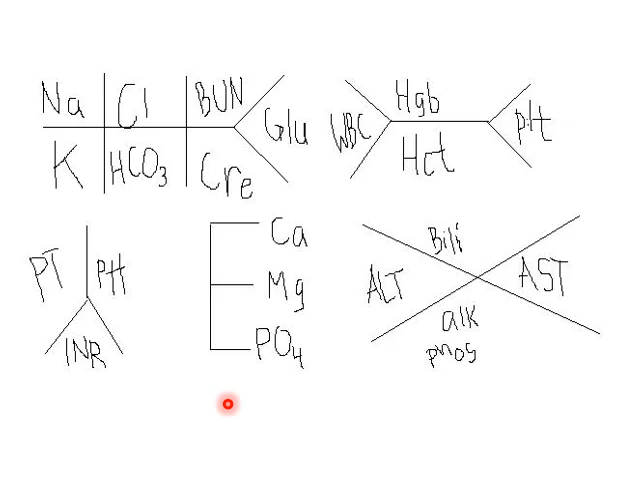 Na Cl BUN Glu
K HCO3 Cre
WBC Hgb plt
Hct
PT PtH
INR
Ca
Mg
PO4
Bili
ALT AST
alk
phos